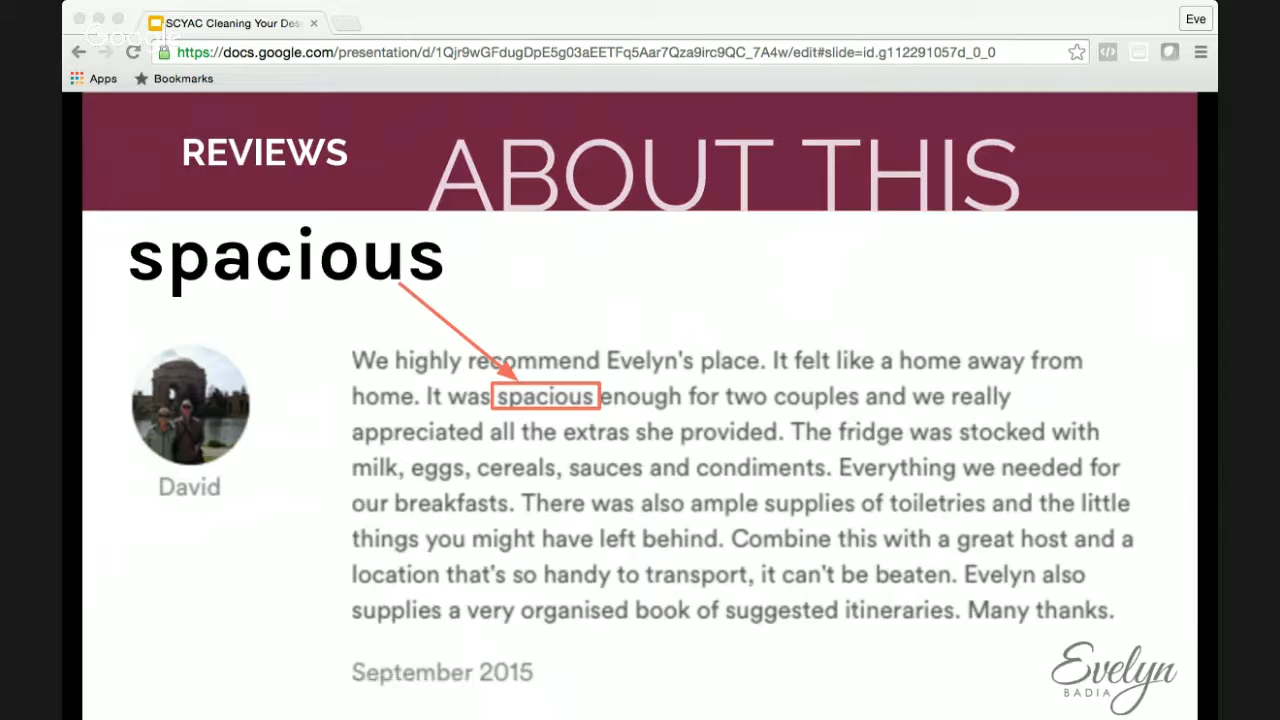 SCYAC Cleaning Your Des
Eve
Google
https://docs.google.com/presentation/d/1Qjr9wGFdugDpE5g03aEETFq5Aar7Qza9irc9QC_7A4w/edit#slide=id.g112291057d_0_0
Apps Bookmarks
REVIEWS ABOUT THIS
spacious
We highly recommend Evelyn's place. It felt like a home away from
home. It was spacious enough for two couples and we really
appreciated all the extras she provided. The fridge was stocked with
milk, eggs, cereals, sauces and condiments. Everything we needed for
our breakfasts. There was also ample supplies of toiletries and the little
things you might have left behind. Combine this with a great host and a
location that's so handy to transport, it can't be beaten. Evelyn also
supplies a very organised book of suggested itineraries. Many thanks.
David
September 2015
Evelyn
BADIA